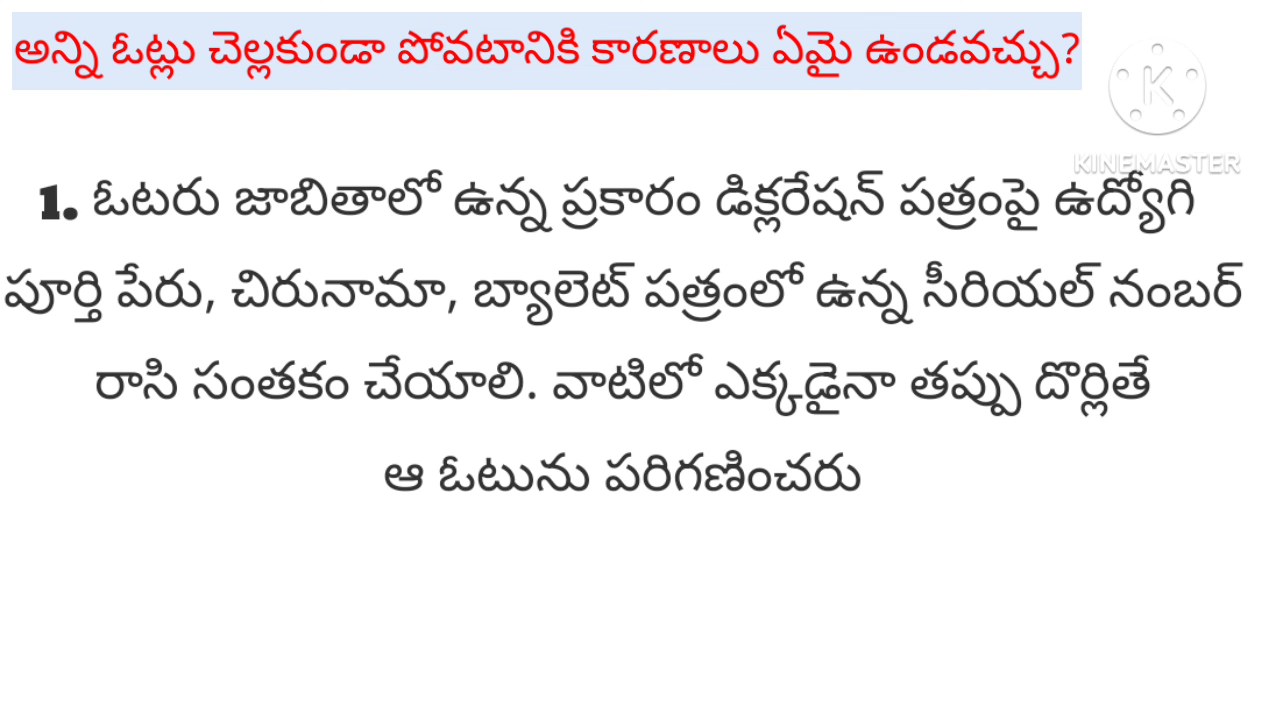 అన్ని ఓట్లు చెల్లకుండా పోవటానికి కారణాలు ఏమై ఉండవచ్చు?
KINEMASTER
1. ఓటరు జాబితాలో ఉన్న ప్రకారం డిక్లరేషన్ పత్రంపై ఉద్యోగి
పూర్తి పేరు, చిరునామా, బ్యాలెట్ పత్రంలో ఉన్న సీరియల్ నంబర్
రాసి సంతకం చేయాలి. వాటిలో ఎక్కడైనా తప్పు దొర్లితే
ఆ ఓటును పరిగణించరు